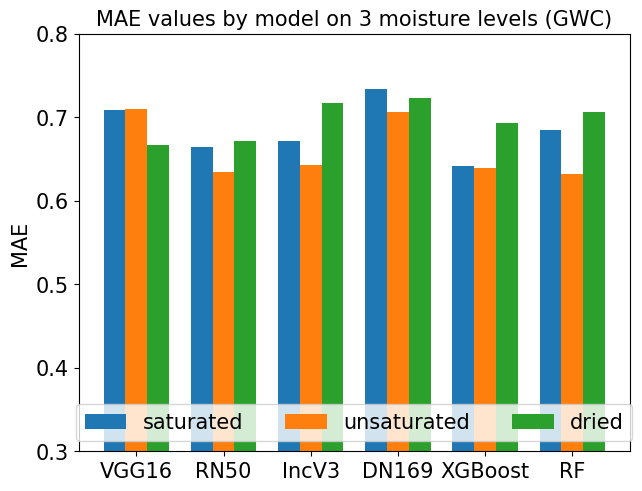 MAE values by model on 3 moisture levels (GWC)
0.8
0.7
0.6
0.5
0.4
0.3
MAE
saturated unsaturated dried
VGG16 RN50 IncV3 DN169 XGBoost RF